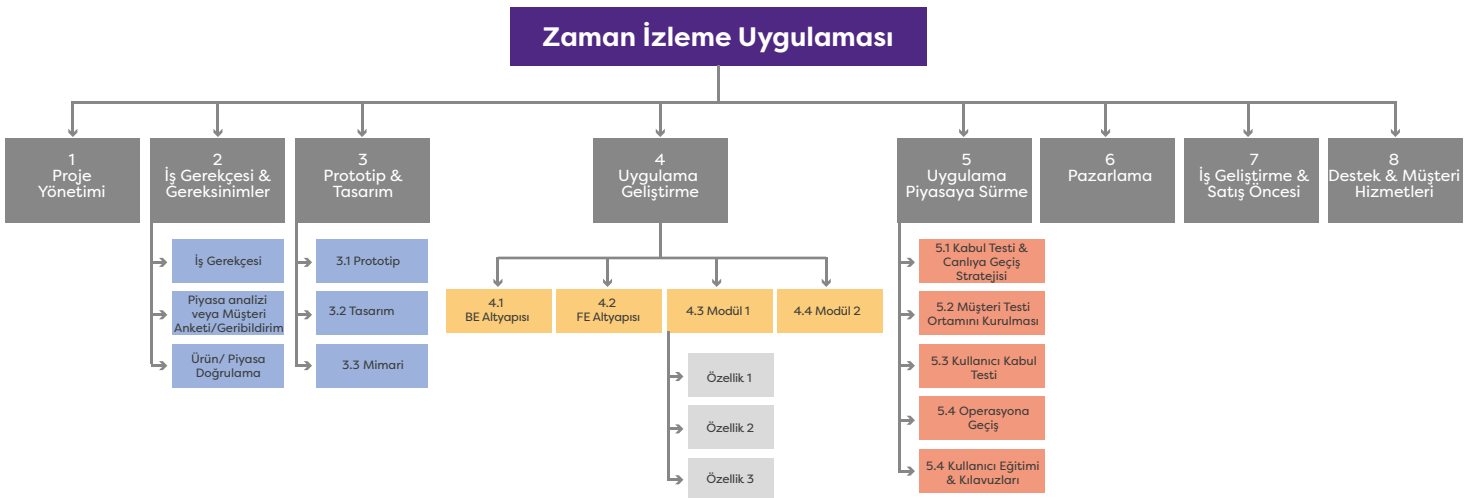 Zaman İzleme Uygulaması
1
Proje
Yönetimi
2
İş Gerekçesi &
Gereksinimler
3
Prototip &
Tasarım
4
Uygulama
Geliştirme
5
Uygulama
Piyasaya Sürme
6
Pazarlama
7
İş Geliştirme &
Satış Öncesi
8
Destek & Müşteri
Hizmetleri
İş Gerekçesi
Piyasa analizi
veya Müşteri
Anketi/Geribildirim
Ürün/ Piyasa
Doğrulama
3.1 Prototip
3.2 Tasarım
3.3 Mimari
4.1
BE Altyapısı
4.2
FE Altyapısı
4.3 Modül 1
4.4 Modül 2
Özellik 1
Özellik 2
Özellik 3
5.1 Kabul Testi &
Canlıya Geçiş
Stratejisi
5.2 Müşteri Testi
Ortamını Kurulması
5.3 Kullanıcı Kabul
Testi
5.4 Operasyona
Geçiş
5.4 Kullanıcı Eğitimi
& Kılavuzları